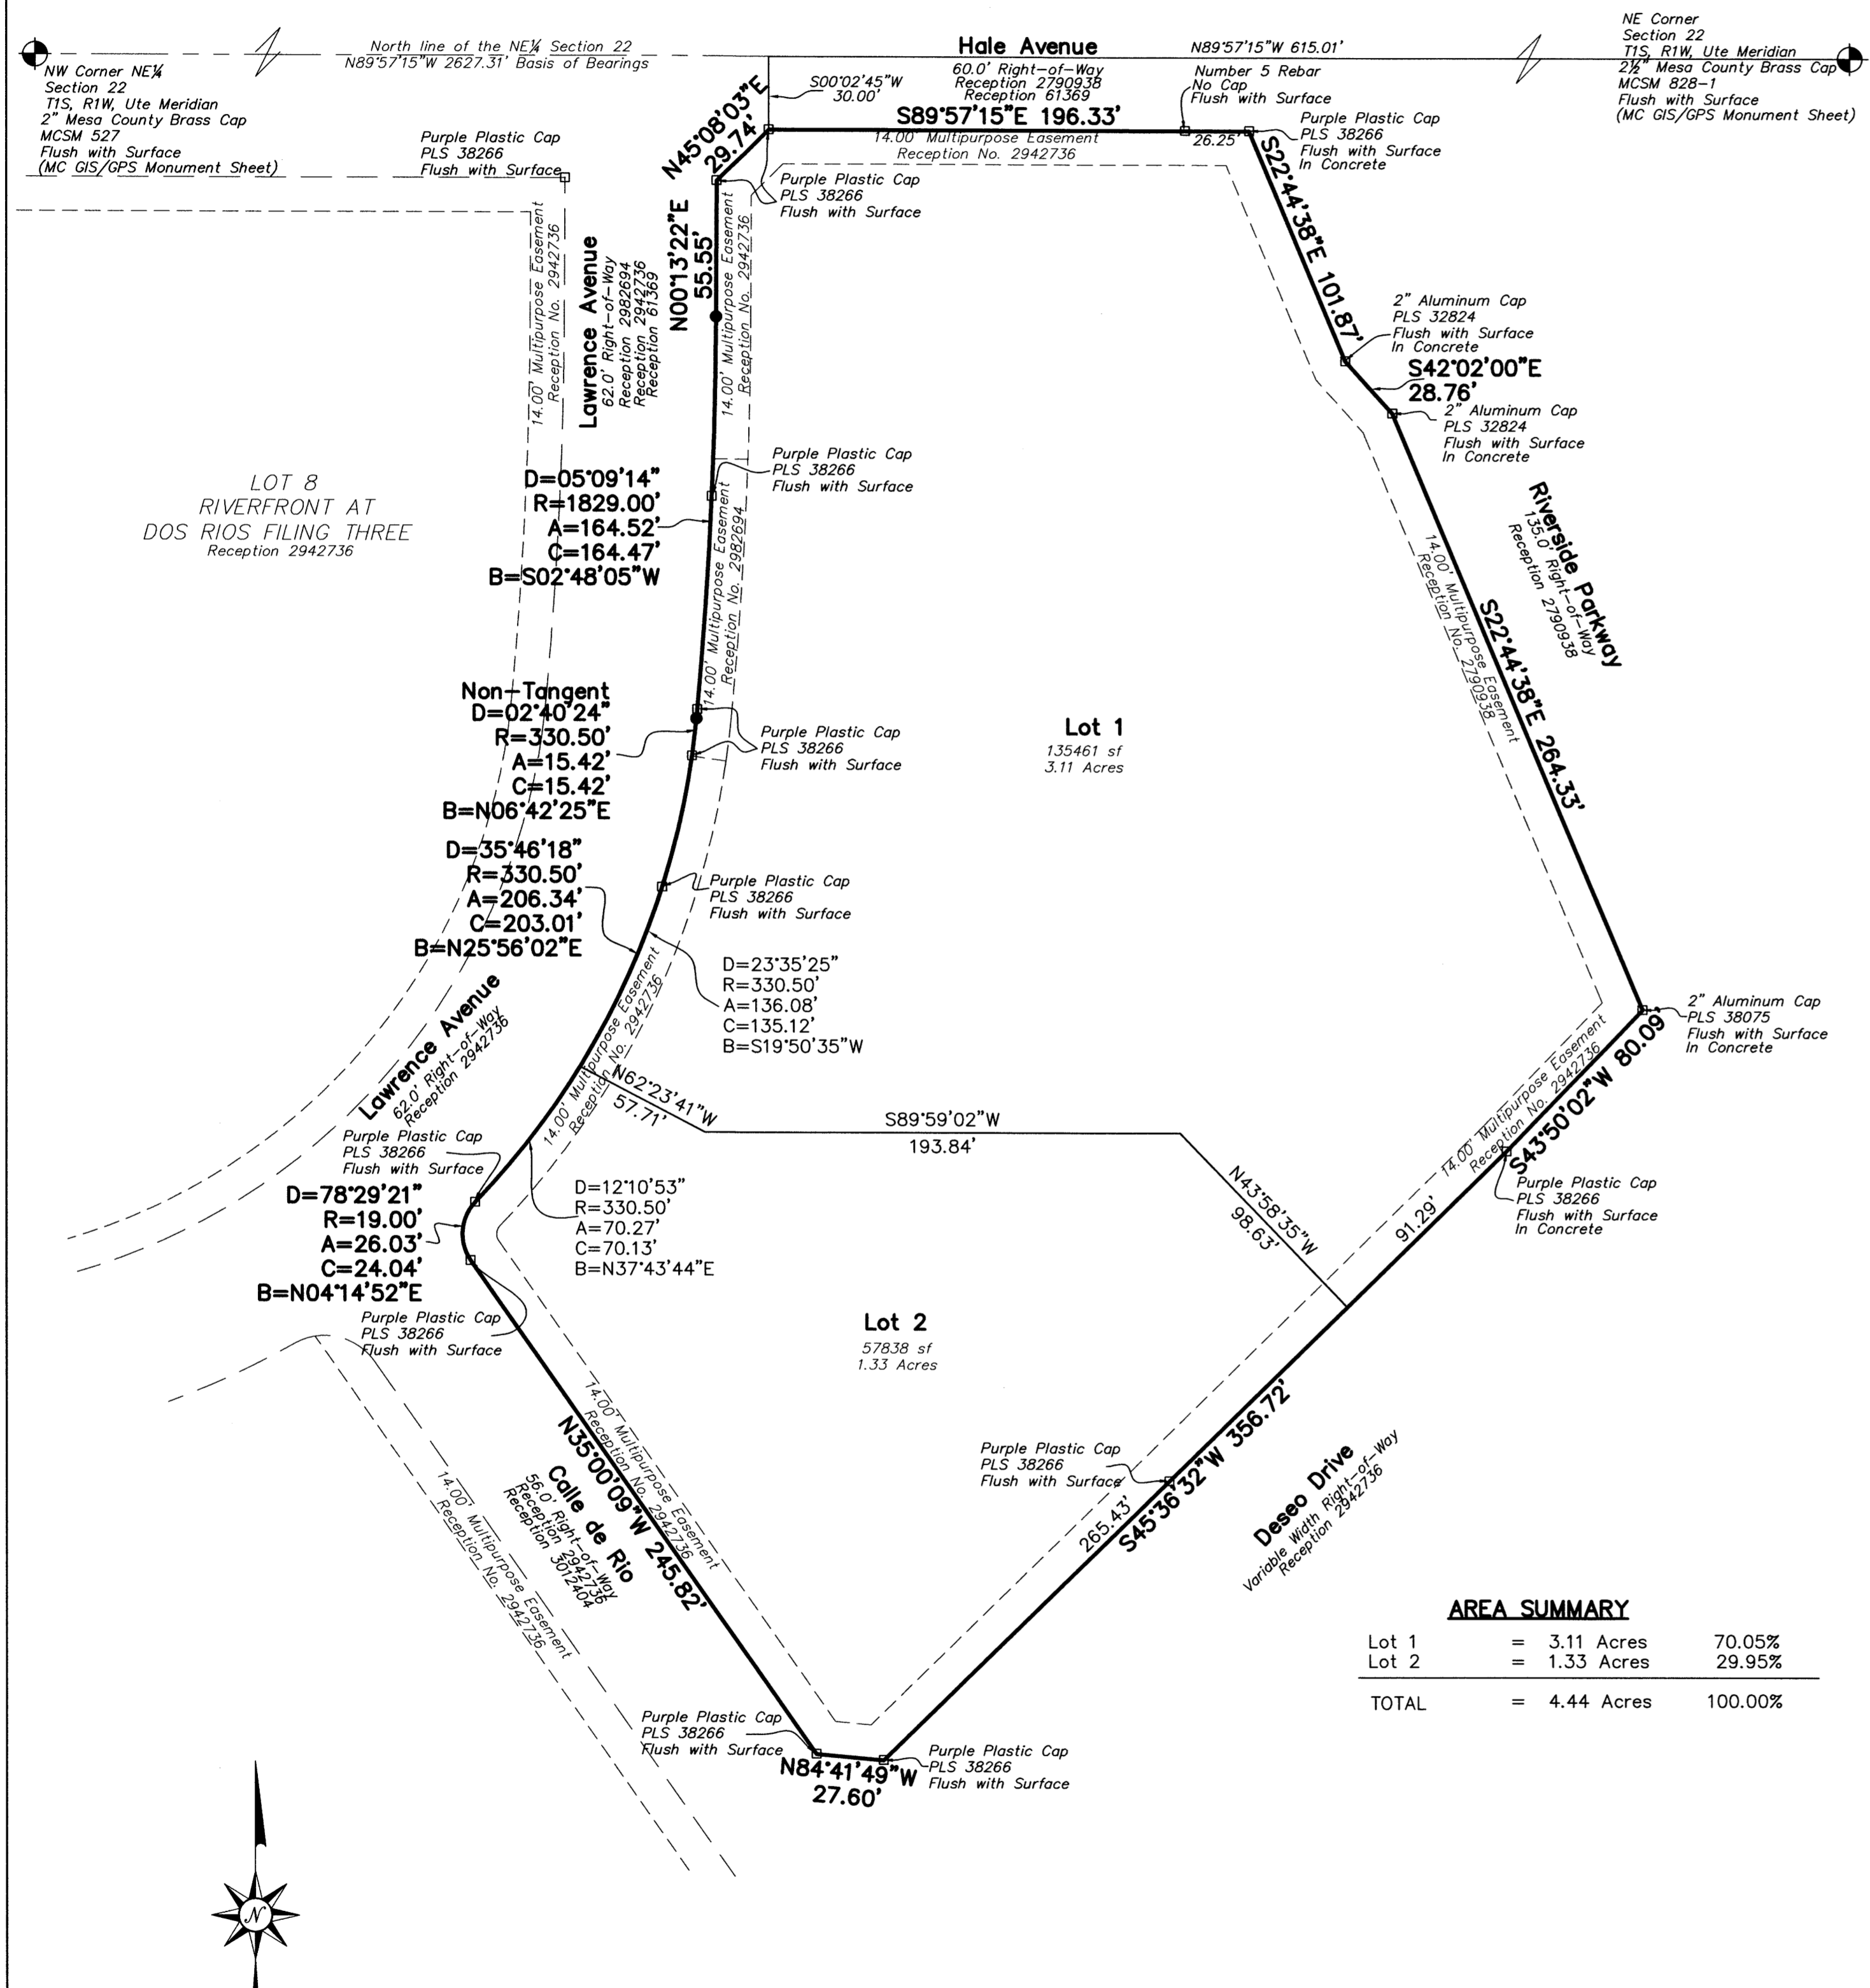 North line of the NE¼ Section 22
N89°57'15"W 2627.31' Basis of Bearings
Hale Avenue
60.0' Right-of-Way
Reception 2790938
Reception 61369
N89°57'15"W 615.01'
NE Corner
Section 22
T1S, R1W, Ute Meridian
2½" Mesa County Brass Cap
MCSM 828-1
Flush with Surface
(MC GIS/GPS Monument Sheet)
NW Corner NE¼
Section 22
T1S, R1W, Ute Meridian
2" Mesa County Brass Cap
MCSM 527
Flush with Surface
(MC GIS/GPS Monument Sheet)
Purple Plastic Cap
PLS 38266
Flush with Surface
S00°02'45"W
30.00'
Number 5 Rebar
No Cap
Flush with Surface
Purple Plastic Cap
PLS 38266
Flush with Surface
In Concrete
N45°08'03"E
29.74'
S89°57'15"E 196.33'
14.00' Multipurpose Easement
Reception No. 2942736
26.25'
Purple Plastic Cap
PLS 38266
Flush with Surface
S22°44'38"E 101.87'
N00°13'22"E
55.55'
14.00' Multipurpose Easement
Reception No. 2942736
14.00' Multipurpose Easement
Reception No. 2942736
Lawrence Avenue
62.0' Right-of-Way
Reception 2982694
Reception 2942736
Reception 61369
2" Aluminum Cap
PLS 32824
Flush with Surface
In Concrete
S42°02'00"E
28.76'
2" Aluminum Cap
PLS 32824
Flush with Surface
In Concrete
LOT 8
RIVERFRONT AT
DOS RIOS FILING THREE
Reception 2942736
D=05°09'14"
R=1829.00'
A=164.52'
C=164.47'
B=S02°48'05"W
Purple Plastic Cap
PLS 38266
Flush with Surface
14.00' Multipurpose Easement
Reception No. 2982694
Riverside Parkway
135.0' Right-of-Way
Reception 2790938
14.00' Multipurpose Easement
Reception No. 2790938
S22°44'38"E 264.33'
Non-Tangent
D=02°40'24"
R=330.50'
A=15.42'
C=15.42'
B=N06°42'25"E
Purple Plastic Cap
PLS 38266
Flush with Surface
Lot 1
135461 sf
3.11 Acres
D=35°46'18"
R=330.50'
A=206.34'
C=203.01'
B=N25°56'02"E
Purple Plastic Cap
PLS 38266
Flush with Surface
D=23°35'25"
R=330.50'
A=136.08'
C=135.12'
B=S19°50'35"W
14.00' Multipurpose Easement
Reception No. 2942736
Lawrence Avenue
62.0' Right-of-Way
Reception 2942736
2" Aluminum Cap
PLS 38075
Flush with Surface
In Concrete
S43°50'02"W 80.09'
14.00' Multipurpose Easement
Reception No. 2942736
N62°23'41"W
57.71'
S89°59'02"W
193.84'
N43°58'35"W
98.63'
Purple Plastic Cap
PLS 38266
Flush with Surface
Purple Plastic Cap
PLS 38266
Flush with Surface
In Concrete
91.29'
D=78°29'21"
R=19.00'
A=26.03'
C=24.04'
B=N04°14'52"E
D=12°10'53"
R=330.50'
A=70.27'
C=70.13'
B=N37°43'44"E
Purple Plastic Cap
PLS 38266
Flush with Surface
Lot 2
57838 sf
1.33 Acres
14.00' Multipurpose Easement
Reception No. 2942736
N35°00'09"W 245.82'
Calle de Rio
56.0' Right-of-Way
Reception 2942736
Reception 3012404
14.00' Multipurpose Easement
Reception No. 2942736
Purple Plastic Cap
PLS 38266
Flush with Surface
265.43'
S45°36'32"W 356.72'
Deseo Drive
Variable Width Right-of-Way
Reception 2942736
AREA SUMMARY
Lot 1 = 3.11 Acres 70.05%
Lot 2 = 1.33 Acres 29.95%
TOTAL = 4.44 Acres 100.00%
Purple Plastic Cap
PLS 38266
Flush with Surface
N84°41'49"W
27.60'
Purple Plastic Cap
PLS 38266
Flush with Surface
N